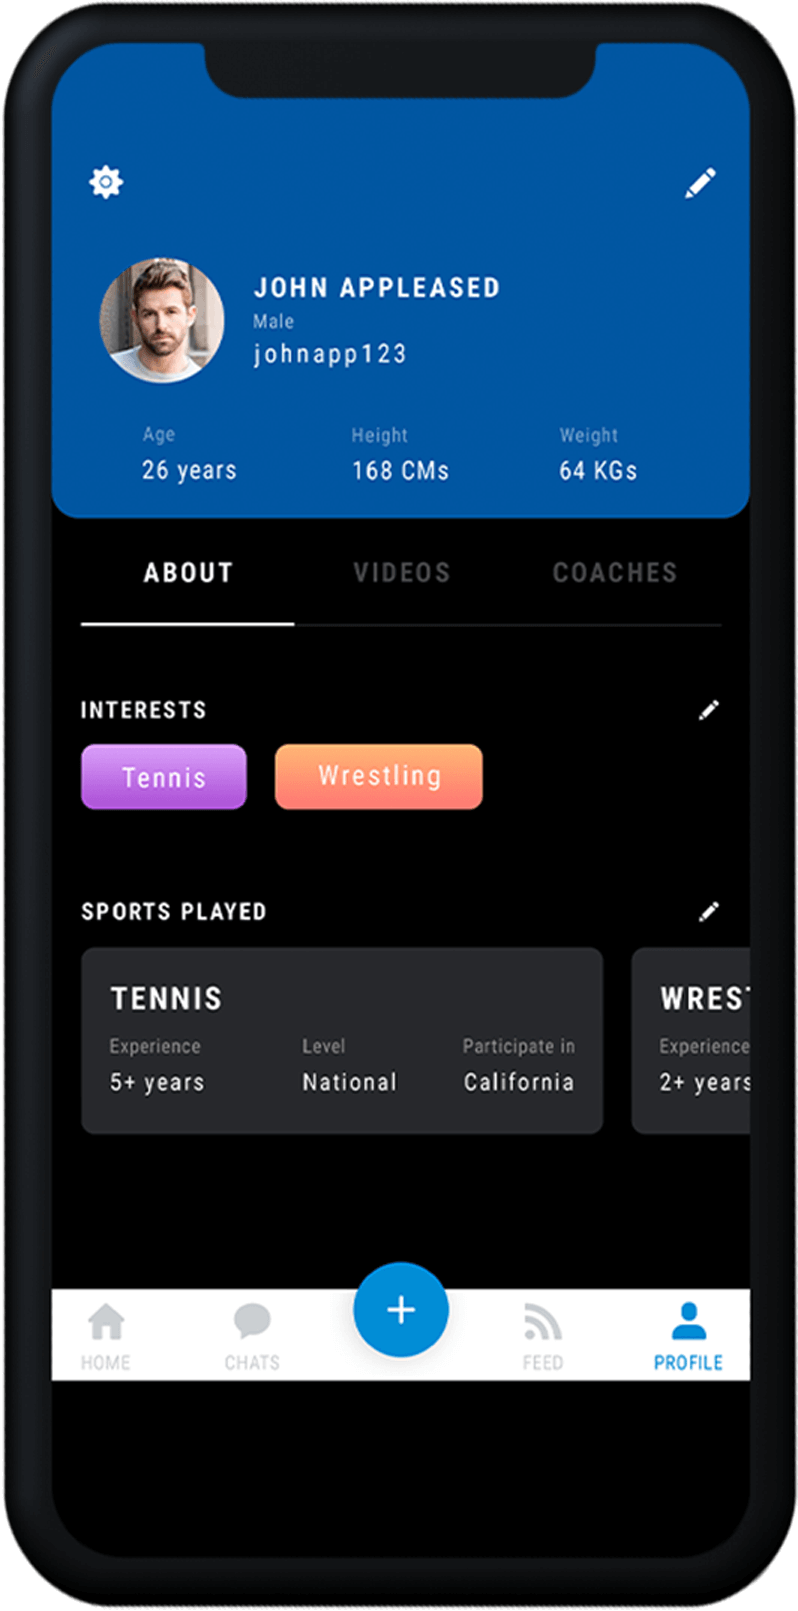 JOHN APPLEASED
Male
johnapp123
Age Height Weight
26 years 168 CMs 64 KGs
ABOUT VIDEOS COACHES
INTERESTS
Tennis Wrestling
SPORTS PLAYED
TENNIS WREST
Experience Level Participate in Experience
5+ years National California 2+ years
HOME CHATS FEED PROFILE